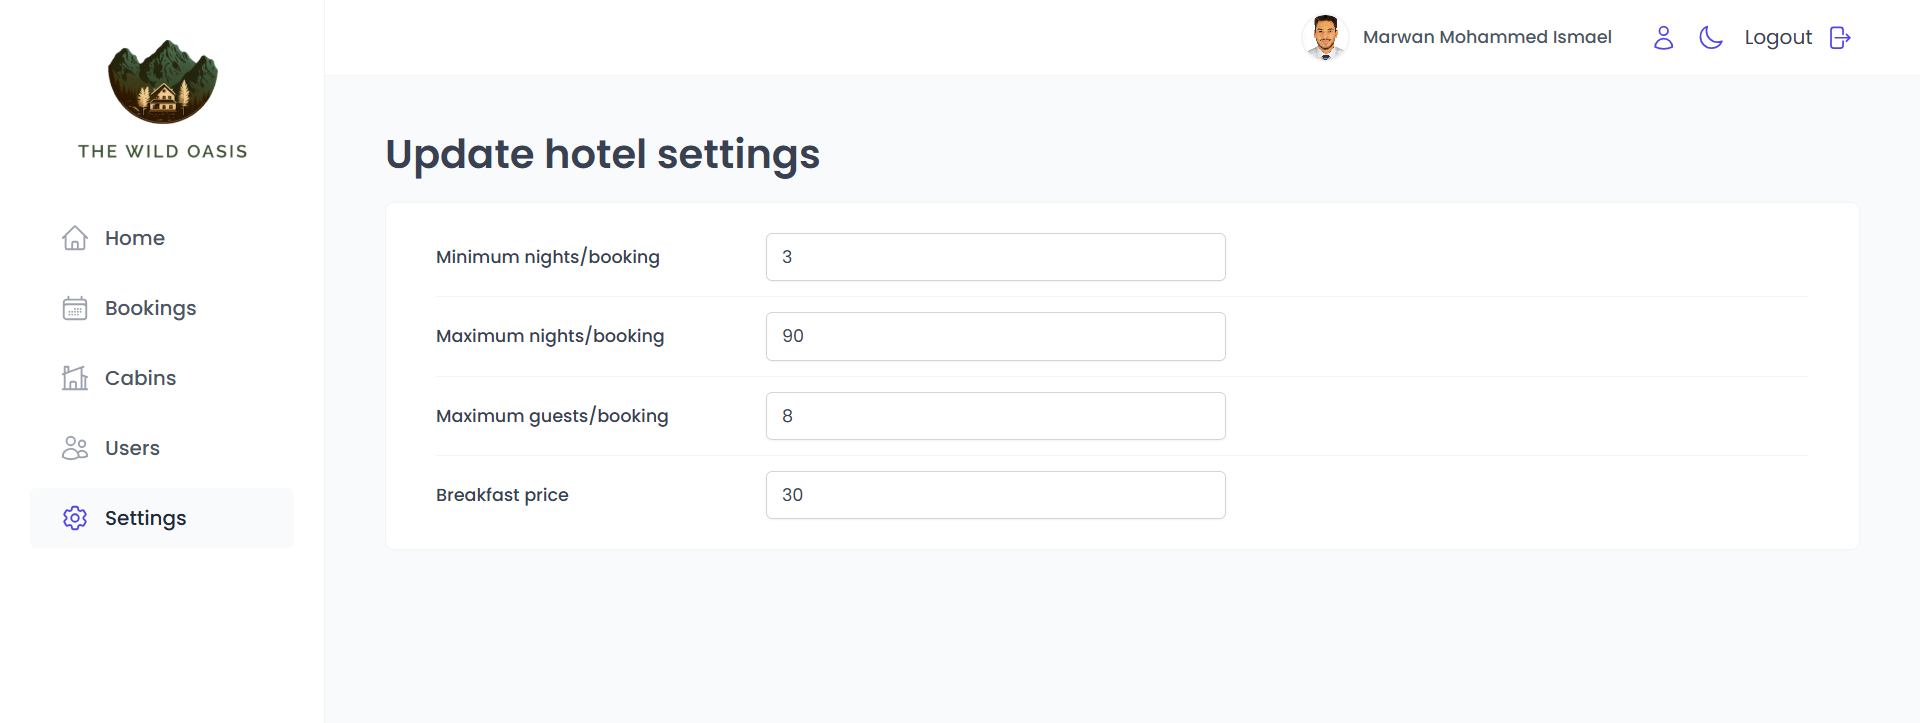 THE WILD OASIS
Home
Bookings
Cabins
Users
Settings
Marwan Mohammed Ismael
Logout
Update hotel settings
Minimum nights/booking
3
Maximum nights/booking
90
Maximum guests/booking
8
Breakfast price
30